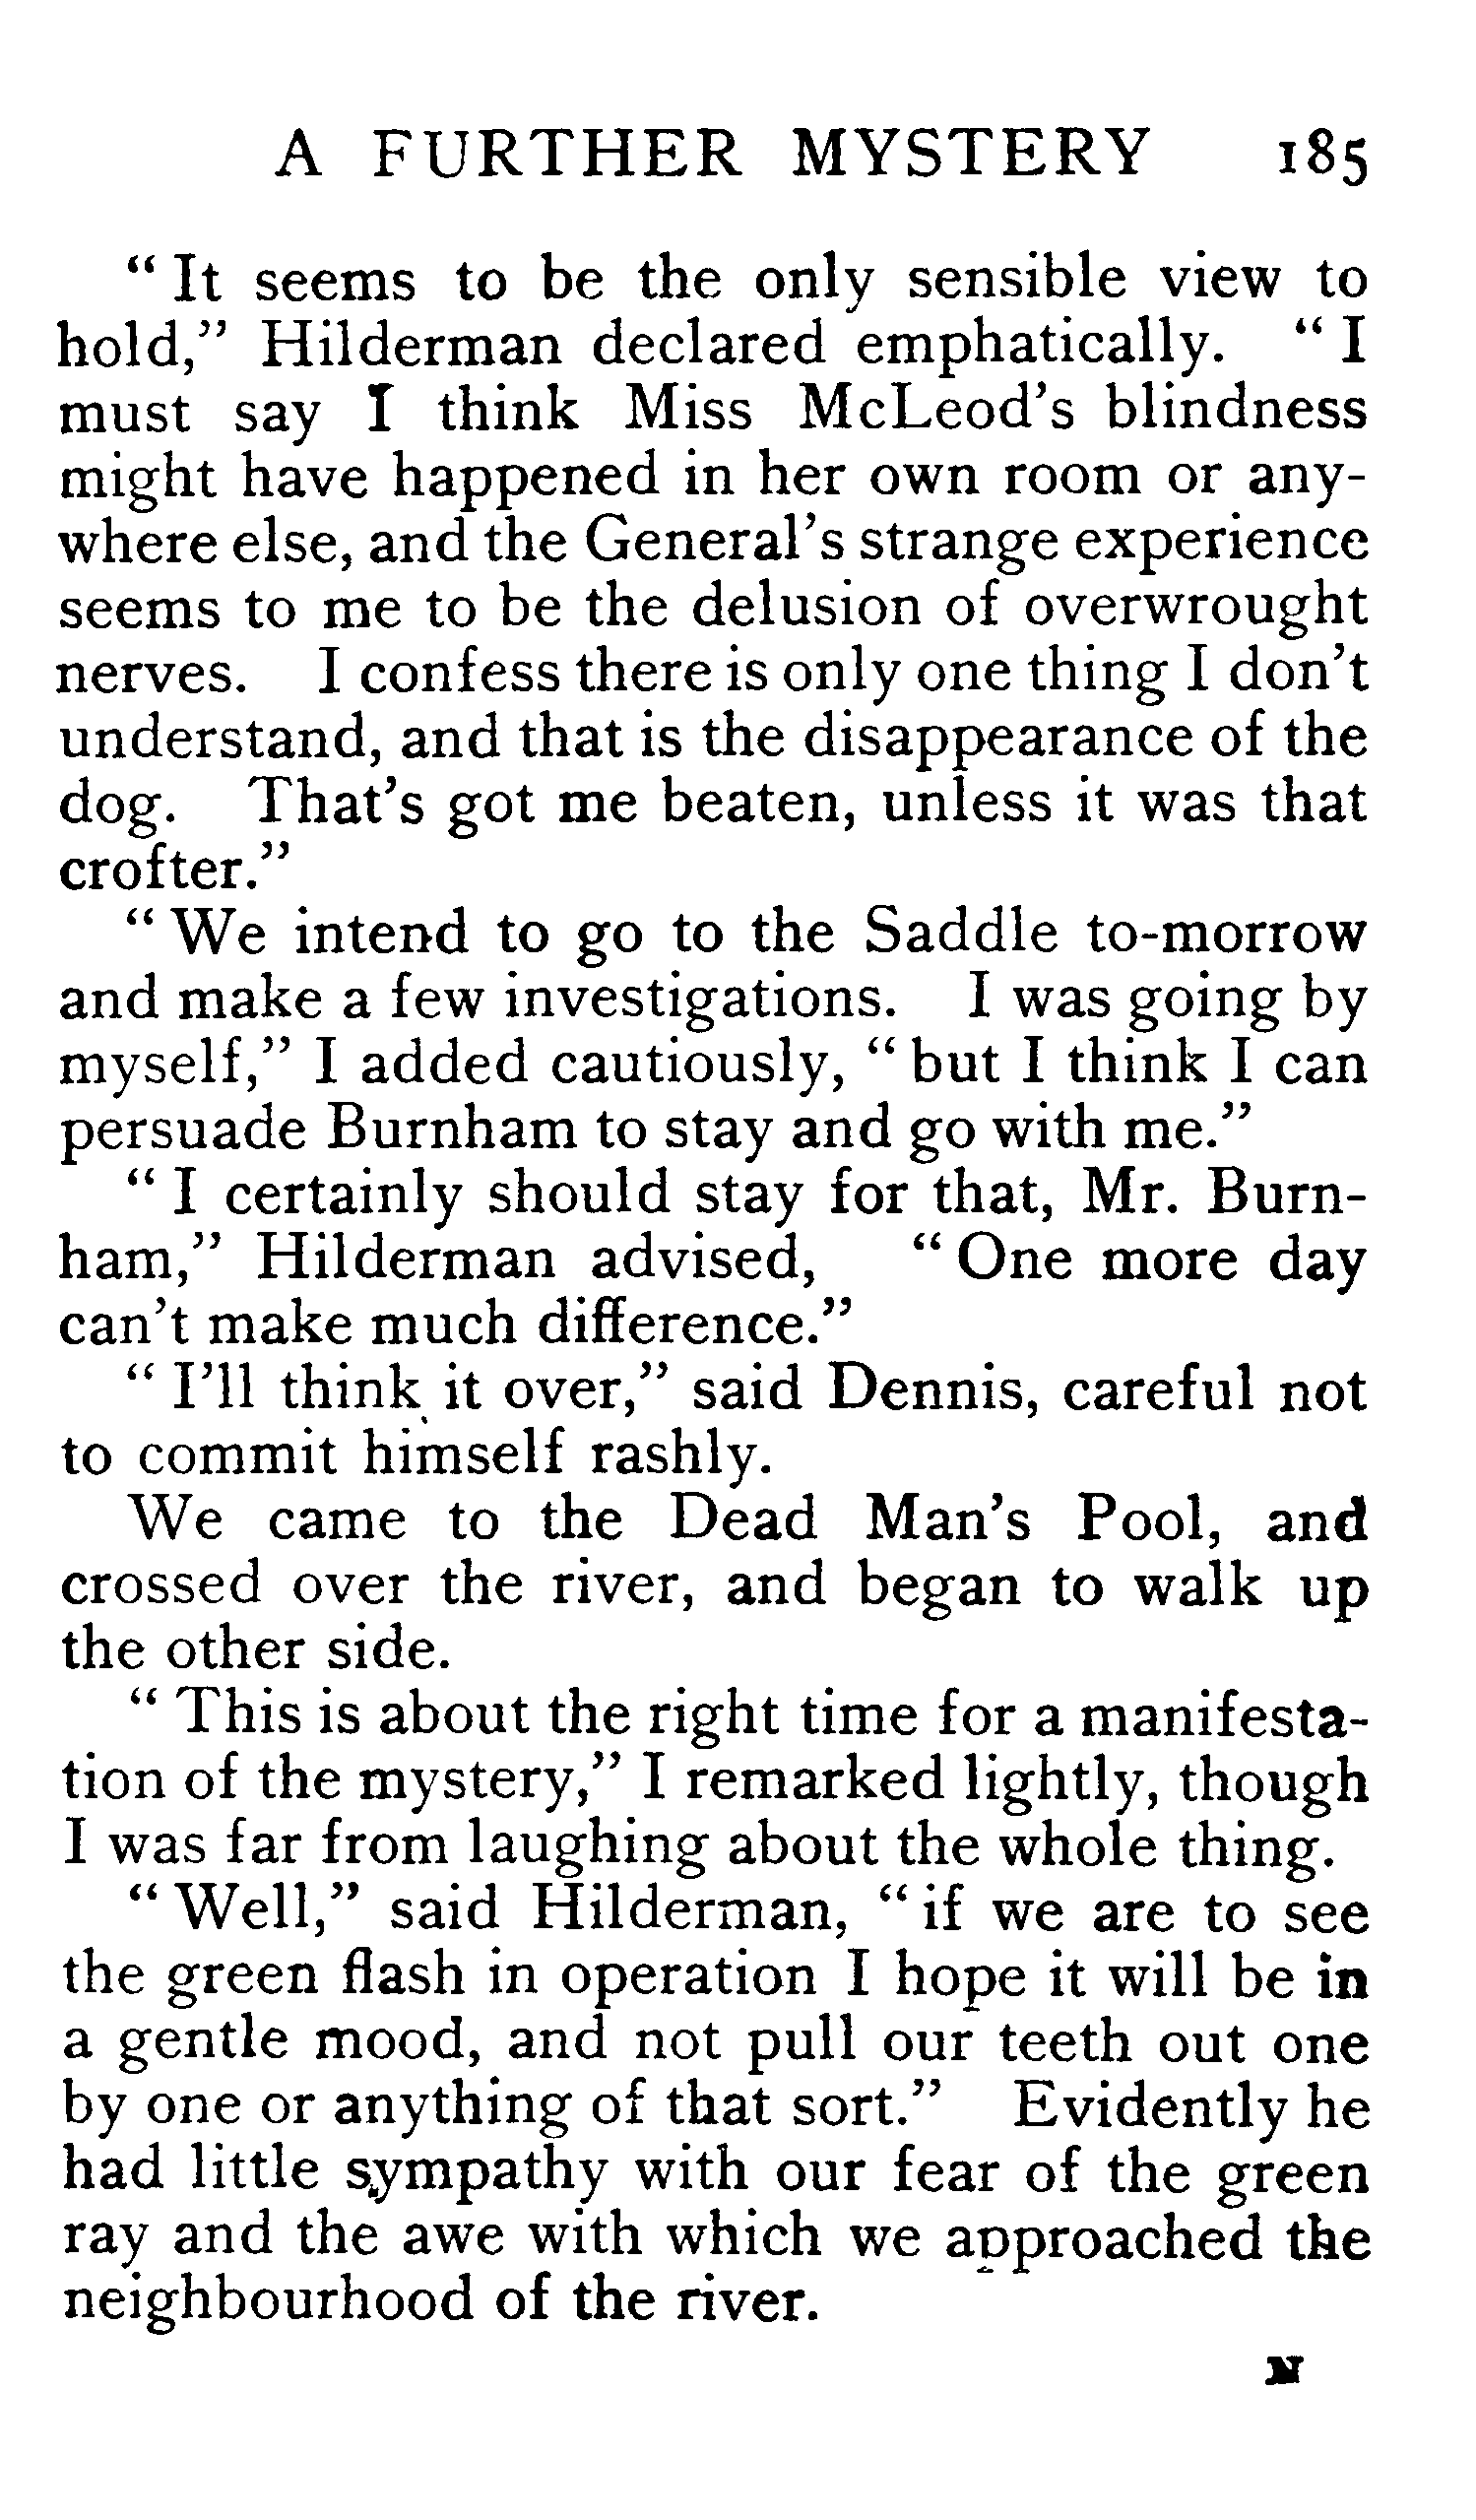 A FURTHER MYSTERY 185
“ It seems to be the only sensible view to
hold,” Hilderman declared emphatically. “ I
must say I think Miss McLeod’s blindness
might have happened in her own room or any-
where else, and the General’s strange experience
seems to me to be the delusion of overwrought
nerves. I confess there is only one thing I don’t
understand, and that is the disappearance of the
dog. That’s got me beaten, unless it was that
crofter.”
“ We intend to go to the Saddle to-morrow
and make a few investigations. I was going by
myself,” I added cautiously, “ but I think I can
persuade Burnham to stay and go with me.”
“ I certainly should stay for that, Mr. Burn-
ham,” Hilderman advised, “ One more day
can’t make much difference.”
“ I’ll think it over,” said Dennis, careful not
to commit himself rashly.
We came to the Dead Man’s Pool, and
crossed over the river, and began to walk up
the other side.
“ This is about the right time for a manifesta-
tion of the mystery,” I remarked lightly, though
I was far from laughing about the whole thing.
“ Well,” said Hilderman, “ if we are to see
the green flash in operation I hope it will be in
a gentle mood, and not pull our teeth out one
by one or anything of that sort.” Evidently he
had little sympathy with our fear of the green
ray and the awe with which we approached the
neighbourhood of the river.
N